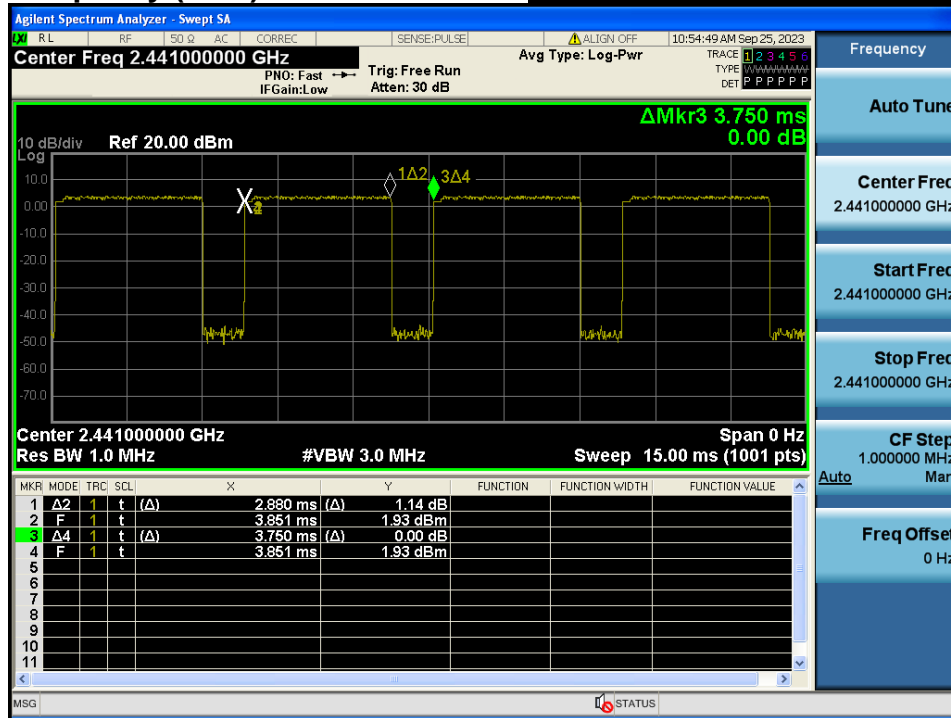 Agilent Spectrum Analyzer - Swept SA
LXI RL RF 50 Ω AC CORREC SENSE:PULSE ALIGN OFF 10:54:49 AM Sep 25, 2023
Center Freq 2.441000000 GHz
PNO: Fast
IFGain:Low
Trig: Free Run
Atten: 30 dB
Avg Type: Log-Pwr
TRACE 1 2 3 4 5 6
TYPE WWWWWW
DET P P P P P P
ΔMkr3 3.750 ms
0.00 dB
10 dB/div Ref 20.00 dBm
Log
10.0
0.00
-10.0
-20.0
-30.0
-40.0
-50.0
-60.0
-70.0
1Δ2 3Δ4
Center 2.441000000 GHz Span 0 Hz
Res BW 1.0 MHz #VBW 3.0 MHz Sweep 15.00 ms (1001 pts)
MKR MODE TRC SCL X Y FUNCTION FUNCTION WIDTH FUNCTION VALUE
1 Δ2 1 t (Δ) 2.880 ms (Δ) 1.14 dB
2 F 1 t 3.851 ms 1.93 dBm
3 Δ4 1 t (Δ) 3.750 ms (Δ) 0.00 dB
4 F 1 t 3.851 ms 1.93 dBm
5
6
7
8
9
10
11
MSG STATUS
Frequency
Auto Tune
Center Freq
2.441000000 GHz
Start Freq
2.441000000 GHz
Stop Freq
2.441000000 GHz
CF Step
1.000000 MHz
Auto Man
Freq Offset
0 Hz